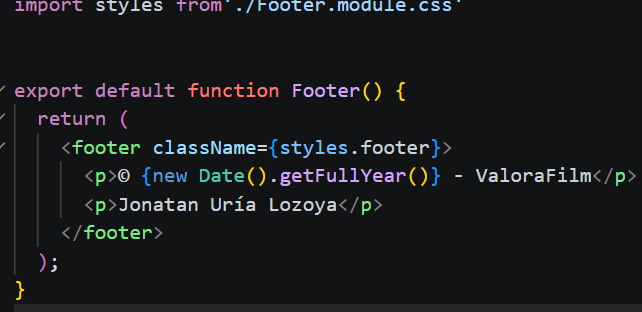 import styles from'./Footer.module.css'
export default function Footer() {
return (
<footer className={styles.footer}>
<p>© {new Date().getFullYear()} - ValoraFilm</p>
<p>Jonatan Uría Lozoya</p>
</footer>
);
}